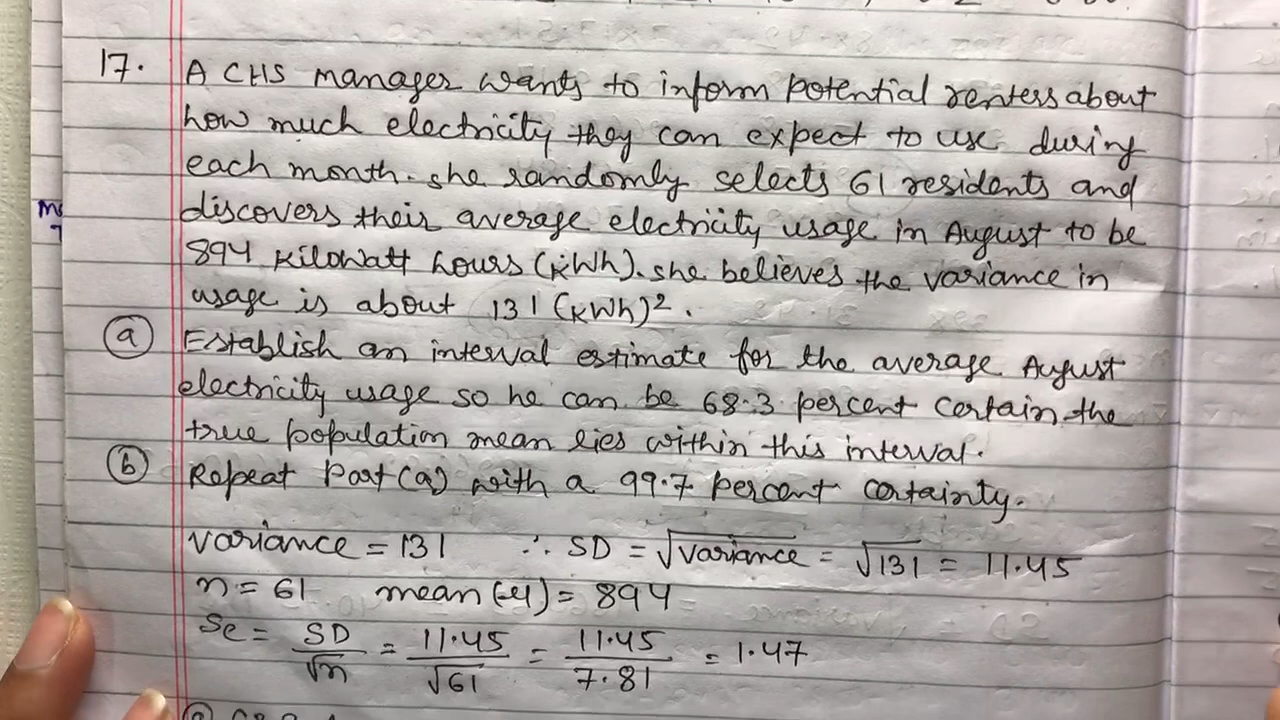 17. A CHS manager wants to inform potential renters about
how much electricity they can expect to use during
each month. she randomly selects 61 residents and
discovers their average electricity usage in August to be
894 kilowatt hours (kWh). she believes the variance in
usage is about 131 (kWh)².
(a) Establish an interval estimate for the average August
electricity usage so he can be 68.3 percent certain the
true population mean lies within this interval.
(b) Repeat Part (a) with a 99.7 percent certainty.
variance = 131 ∴ SD = √variance = √131 = 11.45
n = 61 mean (μ) = 894
Se = SD/√n = 11.45/√61 = 11.45/7.81 = 1.47